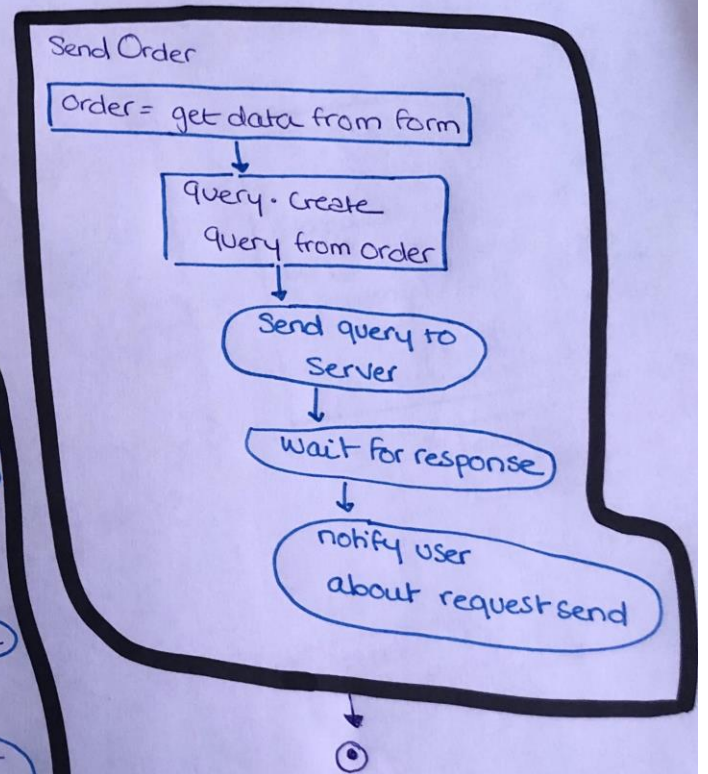 Send Order
order = get data from form
query. Create
query from order
Send query to
Server
wait for response
notify user
about request send